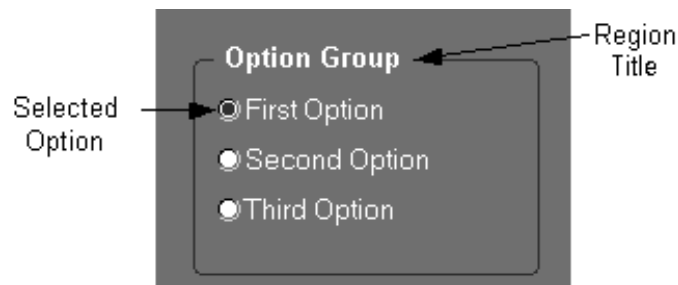 Option Group
Region
Title
Selected
Option
First Option
Second Option
Third Option